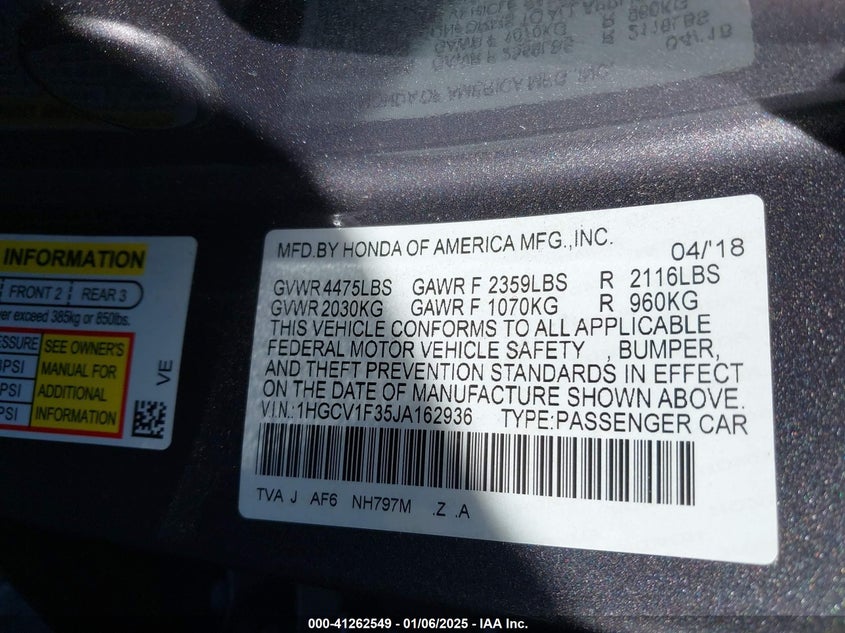 MFD.BY HONDA OF AMERICA MFG.,INC. 04/'18
GVWR 4475LBS GAWR F 2359LBS R 2116LBS
GVWR 2030KG GAWR F 1070KG R 960KG
THIS VEHICLE CONFORMS TO ALL APPLICABLE
FEDERAL MOTOR VEHICLE SAFETY , BUMPER,
AND THEFT PREVENTION STANDARDS IN EFFECT
ON THE DATE OF MANUFACTURE SHOWN ABOVE.
V.I.N.:1HGCV1F35JA162936 TYPE:PASSENGER CAR
TVA J AF6 NH797M .Z .A
INFORMATION
FRONT 2 REAR 3
exceed 385kg or 850lbs.
SEE OWNER'S
MANUAL FOR
ADDITIONAL
INFORMATION
PSI
PSI
VE
000-41262549 — 01/06/2025 — IAA Inc.